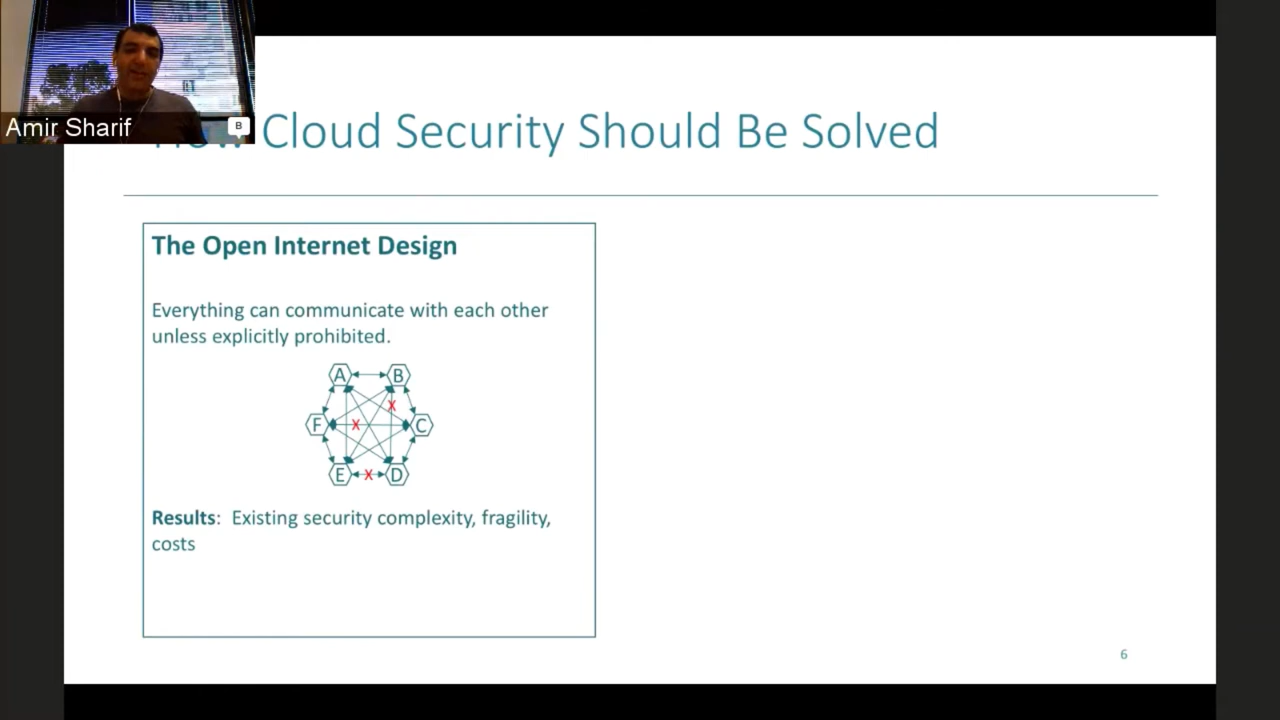 Amir Sharif
B
Cloud Security Should Be Solved
The Open Internet Design
Everything can communicate with each other
unless explicitly prohibited.
A B
X
F X C
E X D
Results: Existing security complexity, fragility,
costs
6